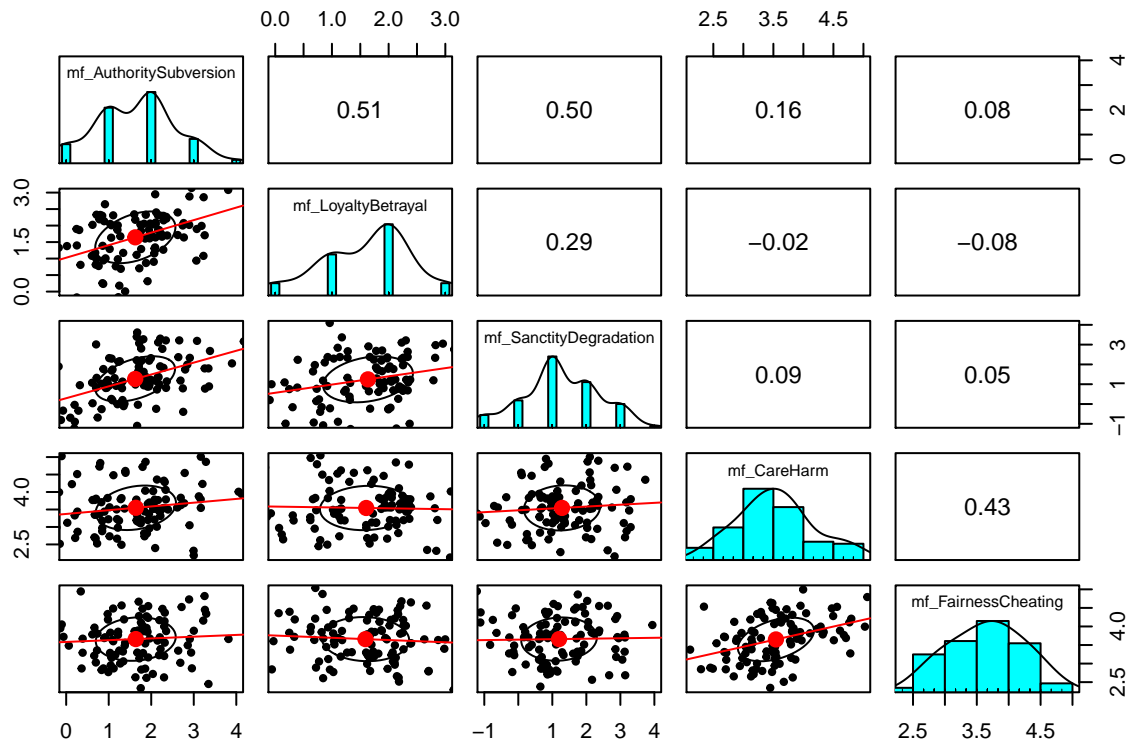 0.0 1.0 2.0 3.0 2.5 3.5 4.5
mf_AuthoritySubversion 0.51 0.50 0.16 0.08 0 2 4
0.0 1.5 3.0 mf_LoyaltyBetrayal 0.29 −0.02 −0.08
mf_SanctityDegradation 0.09 0.05 −1 1 3
2.5 4.0 mf_CareHarm 0.43
mf_FairnessCheating 2.5 4.0
0 1 2 3 4 −1 1 2 3 4 2.5 3.5 4.5